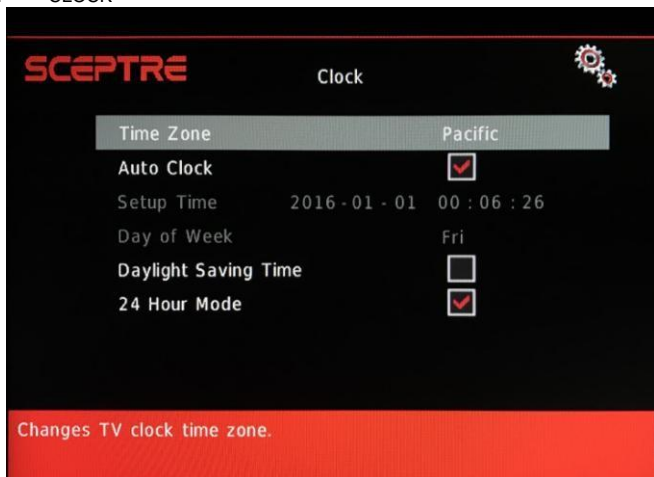 SCEPTRE
Clock
Time Zone Pacific
Auto Clock
Setup Time 2016 - 01 - 01 00 : 06 : 26
Day of Week Fri
Daylight Saving Time
24 Hour Mode
Changes TV clock time zone.